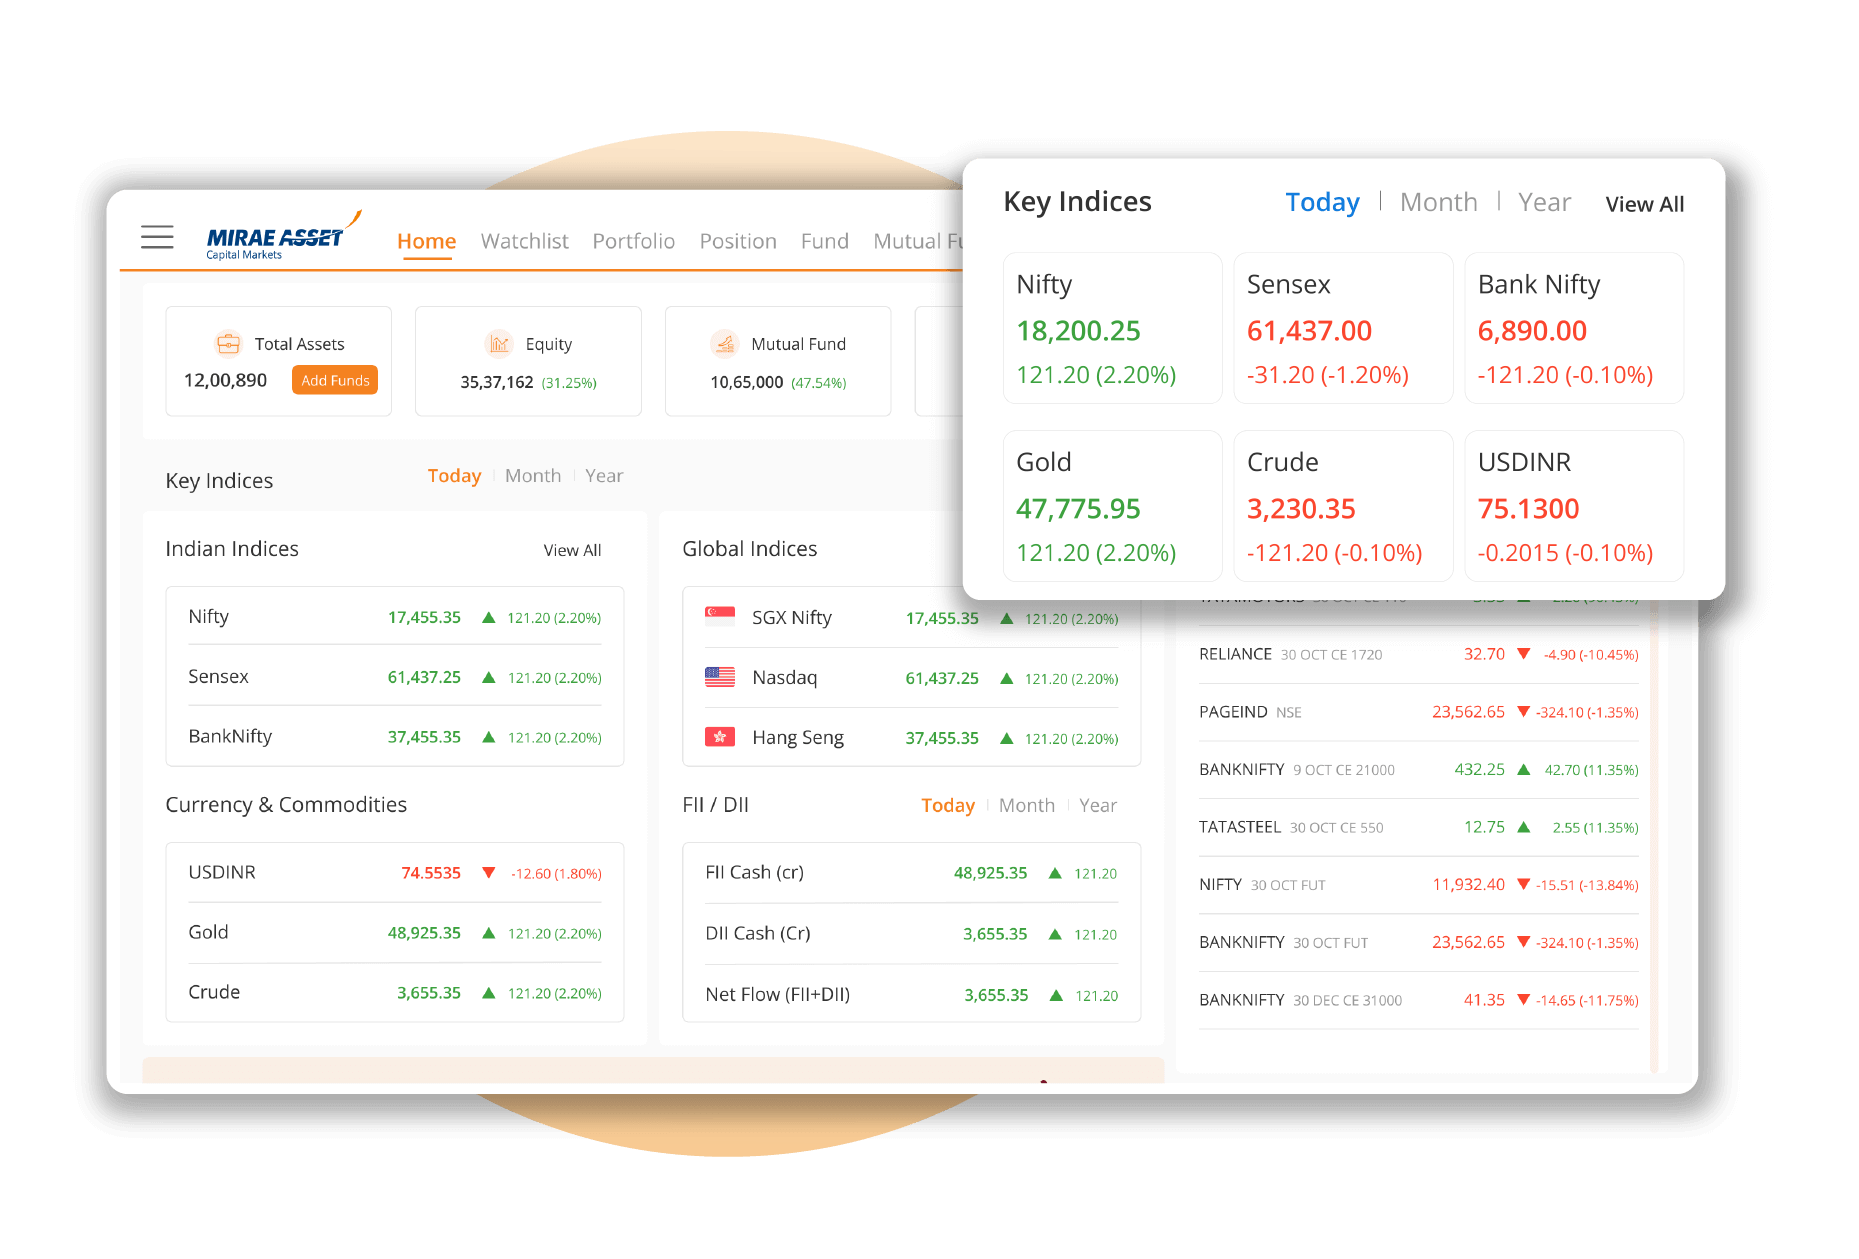 MIRAE ASSET
Capital Markets
Home Watchlist Portfolio Position Fund Mutual
Total Assets
12,00,890 Add Funds
Equity
35,37,162 (31.25%)
Mutual Fund
10,65,000 (47.54%)
Key Indices Today | Month | Year
Indian Indices View All
Nifty 17,455.35 ▲ 121.20 (2.20%)
Sensex 61,437.25 ▲ 121.20 (2.20%)
BankNifty 37,455.35 ▲ 121.20 (2.20%)
Currency & Commodities
USDINR 74.5535 ▼ -12.60 (1.80%)
Gold 48,925.35 ▲ 121.20 (2.20%)
Crude 3,655.35 ▲ 121.20 (2.20%)
Global Indices
SGX Nifty 17,455.35 ▲ 121.20 (2.20%)
Nasdaq 61,437.25 ▲ 121.20 (2.20%)
Hang Seng 37,455.35 ▲ 121.20 (2.20%)
FII / DII Today | Month | Year
FII Cash (cr) 48,925.35 ▲ 121.20
DII Cash (Cr) 3,655.35 ▲ 121.20
Net Flow (FII+DII) 3,655.35 ▲ 121.20
Key Indices Today | Month | Year View All
Nifty
18,200.25
121.20 (2.20%)
Sensex
61,437.00
-31.20 (-1.20%)
Bank Nifty
6,890.00
-121.20 (-0.10%)
Gold
47,775.95
121.20 (2.20%)
Crude
3,230.35
-121.20 (-0.10%)
USDINR
75.1300
-0.2015 (-0.10%)
RELIANCE 30 OCT CE 1720 32.70 ▼ -4.90 (-10.45%)
PAGEIND NSE 23,562.65 ▼ -324.10 (-1.35%)
BANKNIFTY 9 OCT CE 21000 432.25 ▲ 42.70 (11.35%)
TATASTEEL 30 OCT CE 550 12.75 ▲ 2.55 (11.35%)
NIFTY 30 OCT FUT 11,932.40 ▼ -15.51 (-13.84%)
BANKNIFTY 30 OCT FUT 23,562.65 ▼ -324.10 (-1.35%)
BANKNIFTY 30 DEC CE 31000 41.35 ▼ -14.65 (-11.75%)